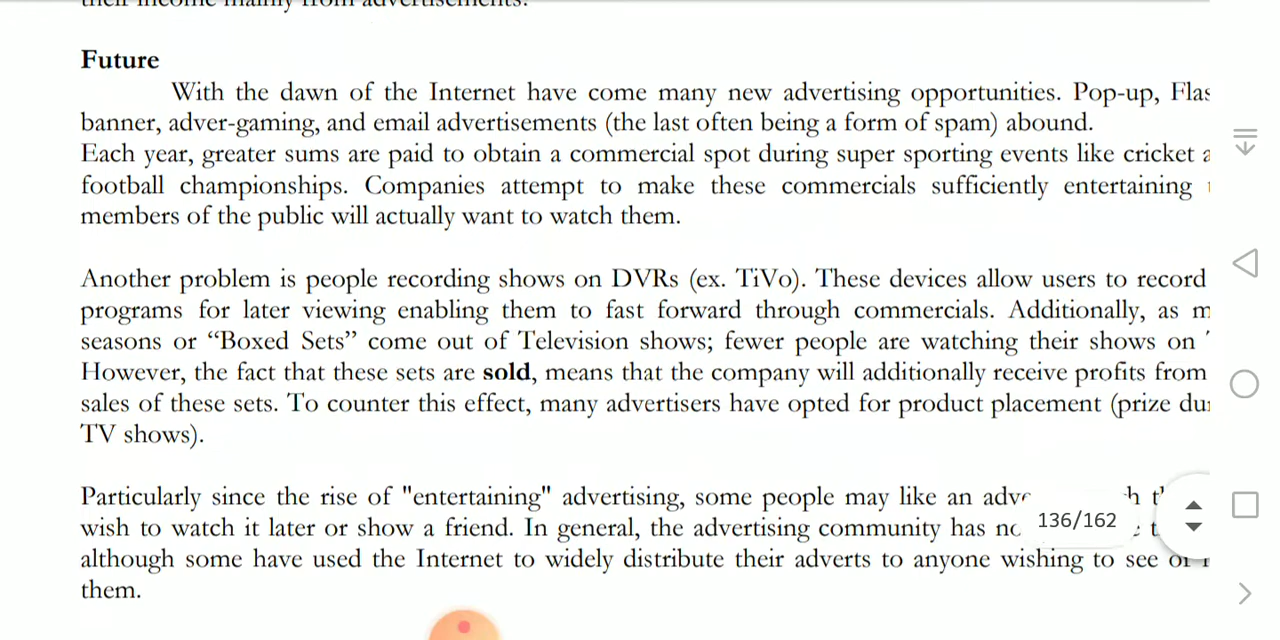 Future
With the dawn of the Internet have come many new advertising opportunities. Pop-up,
banner, adver-gaming, and email advertisements (the last often being a form of spam) abound.
Each year, greater sums are paid to obtain a commercial spot during super sporting events like cricket
football championships. Companies attempt to make these commercials sufficiently entertaining
members of the public will actually want to watch them.
Another problem is people recording shows on DVRs (ex. TiVo). These devices allow users to record
programs for later viewing enabling them to fast forward through commercials. Additionally, as
seasons or “Boxed Sets” come out of Television shows; fewer people are watching their shows on
However, the fact that these sets are sold, means that the company will additionally receive profits from
sales of these sets. To counter this effect, many advertisers have opted for product placement (prize
TV shows).
Particularly since the rise of "entertaining" advertising, some people may like an
wish to watch it later or show a friend. In general, the advertising community has
136/162
although some have used the Internet to widely distribute their adverts to anyone wishing to see
them.